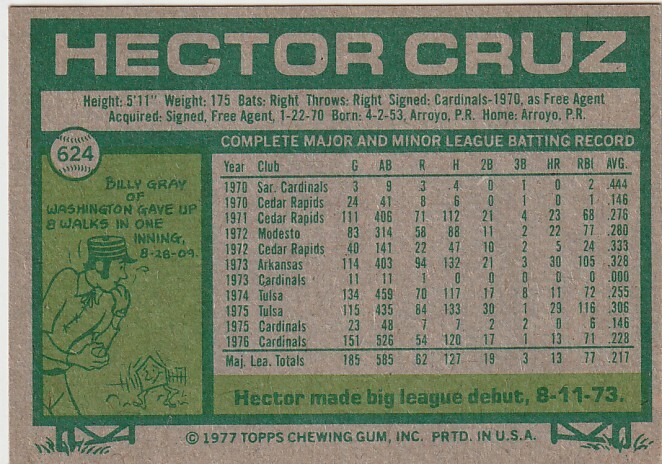 HECTOR CRUZ
Height: 5'11" Weight: 175 Bats: Right Throws: Right Signed: Cardinals-1970, as Free Agent
Acquired: Signed, Free Agent, 1-22-70 Born: 4-2-53, Arroyo, P.R. Home: Arroyo, P.R.
624
BILLY GRAY
OF
WASHINGTON GAVE UP
8 WALKS IN ONE
INNING,
8-28-09.
COMPLETE MAJOR AND MINOR LEAGUE BATTING RECORD
Year Club G AB R H 2B 3B HR RBI AVG.
1970 Sar. Cardinals 3 9 3 4 0 1 0 2 .444
1970 Cedar Rapids 24 41 8 6 0 1 0 1 .146
1971 Cedar Rapids 111 406 71 112 21 4 23 68 .276
1972 Modesto 83 314 58 88 11 2 22 77 .280
1972 Cedar Rapids 40 141 22 47 10 2 5 24 .333
1973 Arkansas 114 403 94 132 21 3 30 105 .328
1973 Cardinals 11 11 1 0 0 0 0 0 .000
1974 Tulsa 134 459 70 117 17 8 11 72 .255
1975 Tulsa 115 435 84 133 30 1 29 116 .306
1975 Cardinals 23 48 7 7 2 2 0 6 .146
1976 Cardinals 151 526 54 120 17 1 13 71 .228
Maj. Lea. Totals 185 585 62 127 19 3 13 77 .217
Hector made big league debut, 8-11-73.
© 1977 TOPPS CHEWING GUM, INC. PRTD. IN U.S.A.